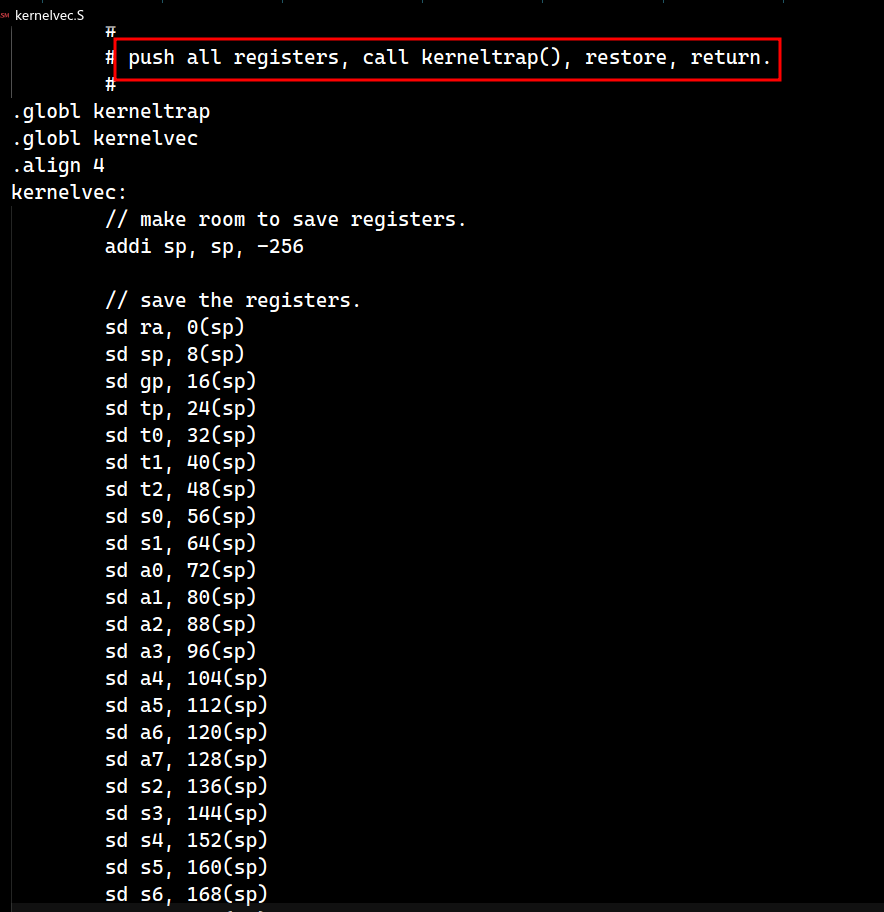 kernelvec.S
#
# push all registers, call kerneltrap(), restore, return.
#
.globl kerneltrap
.globl kernelvec
.align 4
kernelvec:
// make room to save registers.
addi sp, sp, -256
// save the registers.
sd ra, 0(sp)
sd sp, 8(sp)
sd gp, 16(sp)
sd tp, 24(sp)
sd t0, 32(sp)
sd t1, 40(sp)
sd t2, 48(sp)
sd s0, 56(sp)
sd s1, 64(sp)
sd a0, 72(sp)
sd a1, 80(sp)
sd a2, 88(sp)
sd a3, 96(sp)
sd a4, 104(sp)
sd a5, 112(sp)
sd a6, 120(sp)
sd a7, 128(sp)
sd s2, 136(sp)
sd s3, 144(sp)
sd s4, 152(sp)
sd s5, 160(sp)
sd s6, 168(sp)